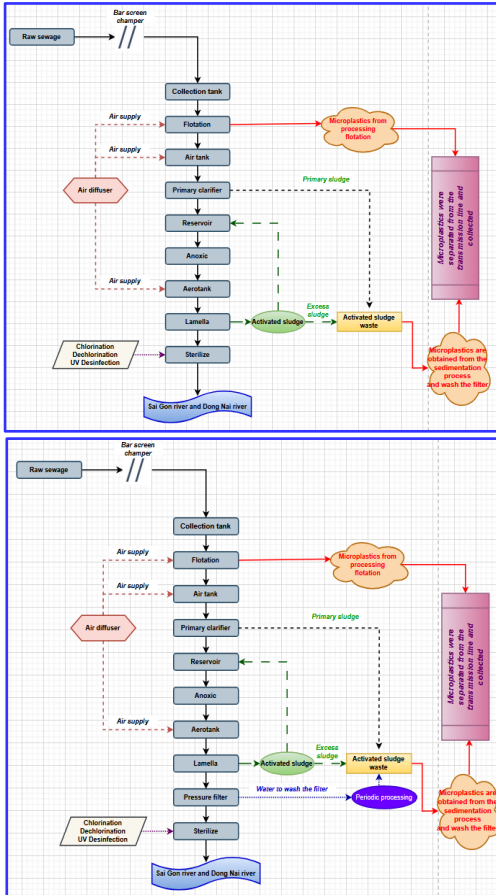 Bar screen
champer
Raw sewage
Collection tank
Air supply
Flotation
Microplastics from
processing
flotation
Air supply
Air tank
Primary sludge
Air diffuser
Primary clarifier
Microplastics were
separated from the
transmission line and
collected
Reservoir
Anoxic
Air supply
Aerotank
Excess
sludge
Lamella
Activated sludge
Activated sludge
waste
Chlorination
Dechlorination
UV Desinfection
Sterilize
Microplastics are
obtained from the
sedimentation
process
and wash the filter
Sai Gon river and Dong Nai river
Bar screen
champer
Raw sewage
Collection tank
Air supply
Flotation
Microplastics from
processing
flotation
Air supply
Air tank
Primary sludge
Air diffuser
Primary clarifier
Microplastics were
separated from the
transmission line and
collected
Reservoir
Anoxic
Air supply
Aerotank
Excess
sludge
Lamella
Activated sludge
Activated sludge
waste
Water to wash the filter
Pressure filter
Periodic processing
Chlorination
Dechlorination
UV Desinfection
Sterilize
Microplastics are
obtained from the
sedimentation
process
and wash the filter
Sai Gon river and Dong Nai river